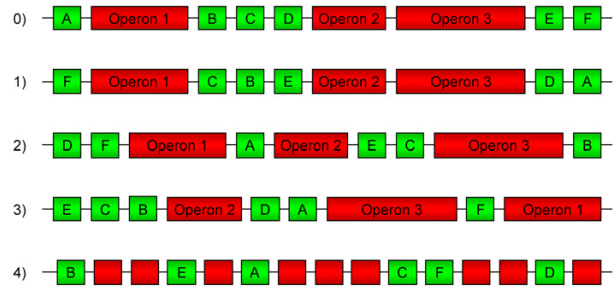 0) A Operon 1 B C D Operon 2 Operon 3 E F
1) F Operon 1 C B E Operon 2 Operon 3 D A
2) D F Operon 1 A Operon 2 E C Operon 3 B
3) E C B Operon 2 D A Operon 3 F Operon 1
4) B E A C F D